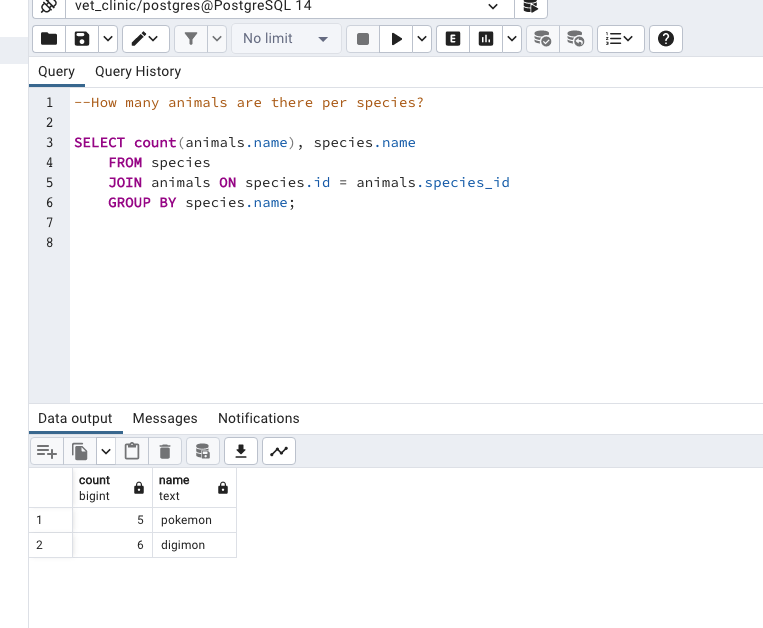 vet_clinic/postgres@PostgreSQL 14
No limit
E
Query Query History
1 --How many animals are there per species?
2
3 SELECT count(animals.name), species.name
4 FROM species
5 JOIN animals ON species.id = animals.species_id
6 GROUP BY species.name;
7
8
Data output Messages Notifications
count name
bigint text
1 5 pokemon
2 6 digimon